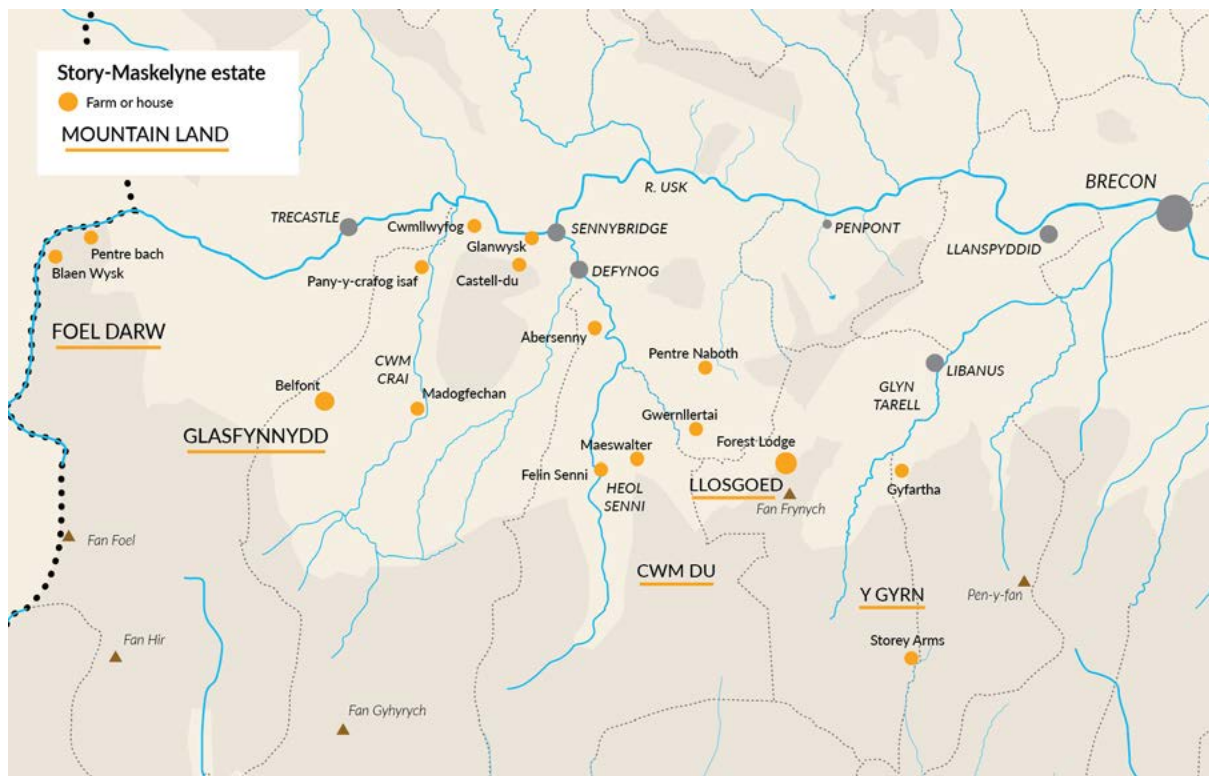 Story-Maskelyne estate
Farm or house
MOUNTAIN LAND
BRECON
R. USK
TRECASTLE
Cwmllwyfog
SENNYBRIDGE
PENPONT
LLANSPYDDID
Glanwysk
Pentre bach
Blaen Wysk
Pany-y-crafog isaf
Castell-du
DEFYNOG
FOEL DARW
Abersenny
Pentre Naboth
LIBANUS
CWM
CRAI
GLYN
TARELL
Belfont
Madogfechan
Gwernllertai
GLASFYNNYDD
Maeswalter
Forest Lodge
Felin Senni
HEOL
SENNI
LLOSGOED
Gyfartha
Fan Frynych
Fan Foel
CWM DU
Y GYRN
Pen-y-fan
Fan Hir
Storey Arms
Fan Gyhyrych